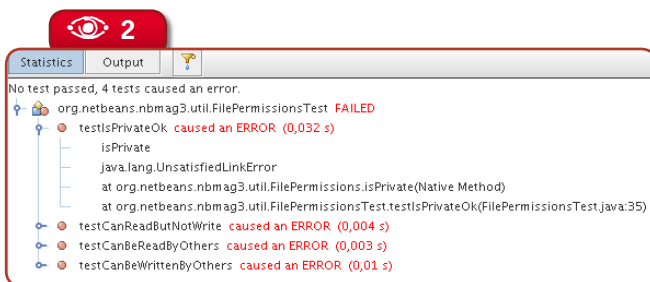 2
Statistics Output
No test passed, 4 tests caused an error.
org.netbeans.nbmag3.util.FilePermissionsTest FAILED
testIsPrivateOk caused an ERROR (0,032 s)
isPrivate
java.lang.UnsatisfiedLinkError
at org.netbeans.nbmag3.util.FilePermissions.isPrivate(Native Method)
at org.netbeans.nbmag3.util.FilePermissionsTest.testIsPrivateOk(FilePermissionsTest.java:35)
testCanReadButNotWrite caused an ERROR (0,004 s)
testCanBeReadByOthers caused an ERROR (0,003 s)
testCanBeWrittenByOthers caused an ERROR (0,01 s)